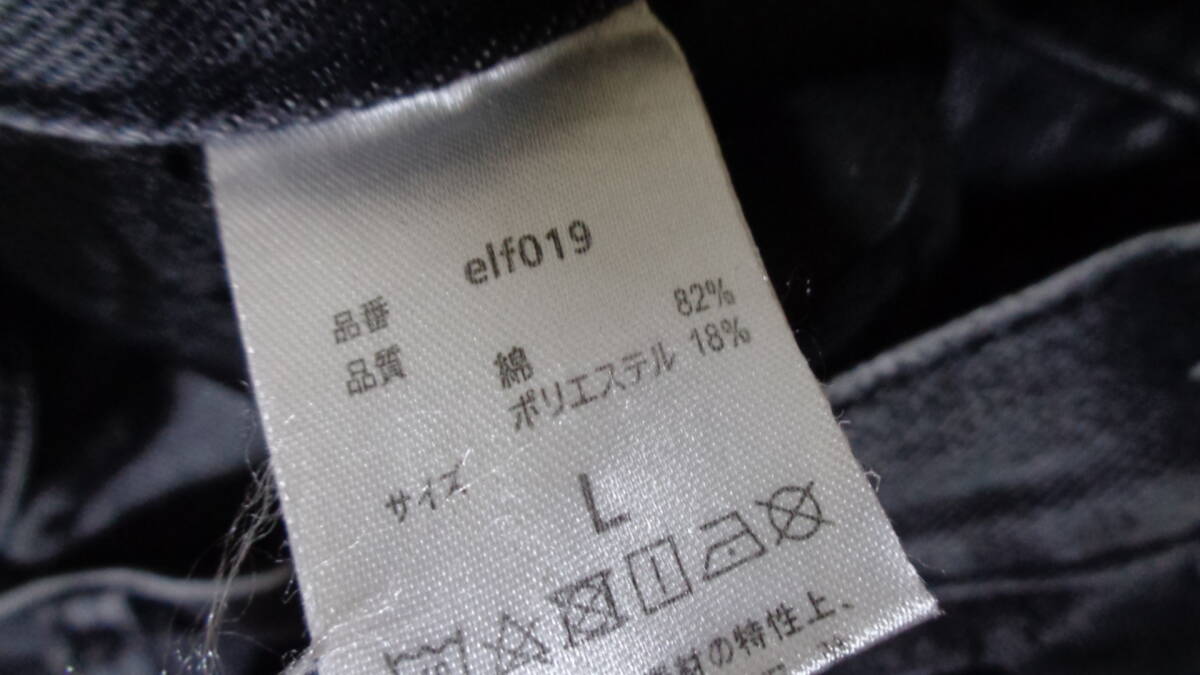 品番 elf019
品質 綿 82%
ポリエステル 18%
サイズ L
素材の特性上、